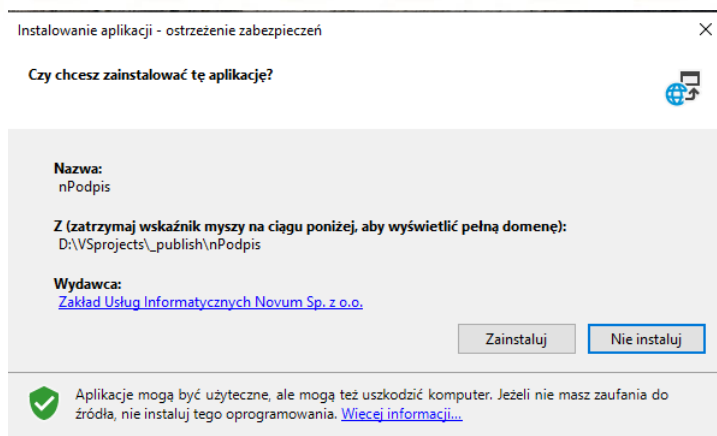 Instalowanie aplikacji - ostrzeżenie zabezpieczeń
Czy chcesz zainstalować tę aplikację?
Nazwa:
nPodpis
Z (zatrzymaj wskaźnik myszy na ciągu poniżej, aby wyświetlić pełną domenę):
D:\VSprojects\_publish\nPodpis
Wydawca:
Zakład Usług Informatycznych Novum Sp. z o.o.
Zainstaluj Nie instaluj
Aplikacje mogą być użyteczne, ale mogą też uszkodzić komputer. Jeżeli nie masz zaufania do
źródła, nie instaluj tego oprogramowania. Więcej informacji...